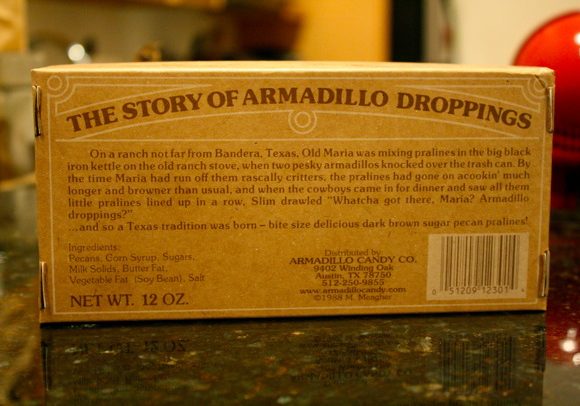 THE STORY OF ARMADILLO DROPPINGS
On a ranch not far from Bandera, Texas, Old Maria was mixing pralines in the big black
iron kettle on the old ranch stove, when two pesky armadillos knocked over the trash can. By
the time Maria had run off them rascally critters, the pralines had gone on acookin' much
longer and browner than usual, and when the cowboys came in for dinner and saw all them
little pralines lined up in a row, Slim drawled "Whatcha got there, Maria? Armadillo
droppings?"
...and so a Texas tradition was born – bite size delicious dark brown sugar pecan pralines!
Ingredients:
Pecans, Corn Syrup, Sugars,
Milk Solids, Butter Fat,
Vegetable Fat (Soy Bean), Salt
NET WT. 12 OZ.
Distributed by
ARMADILLO CANDY CO.
9402 Winding Oak
Austin, TX 78750
512-250-9855
www.armadillocandy.com
©1988 M. Meagher
0 51209 12301 4